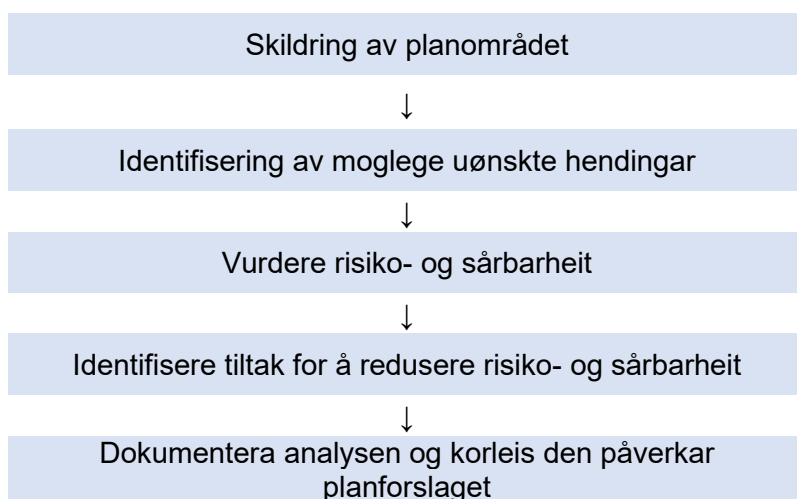 Skildring av planområdet
↓
Identifisering av moglege uønskte hendingar
↓
Vurdere risiko- og sårbarheit
↓
Identifisere tiltak for å redusere risiko- og sårbarheit
↓
Dokumentera analysen og korleis den påverkar
planforslaget